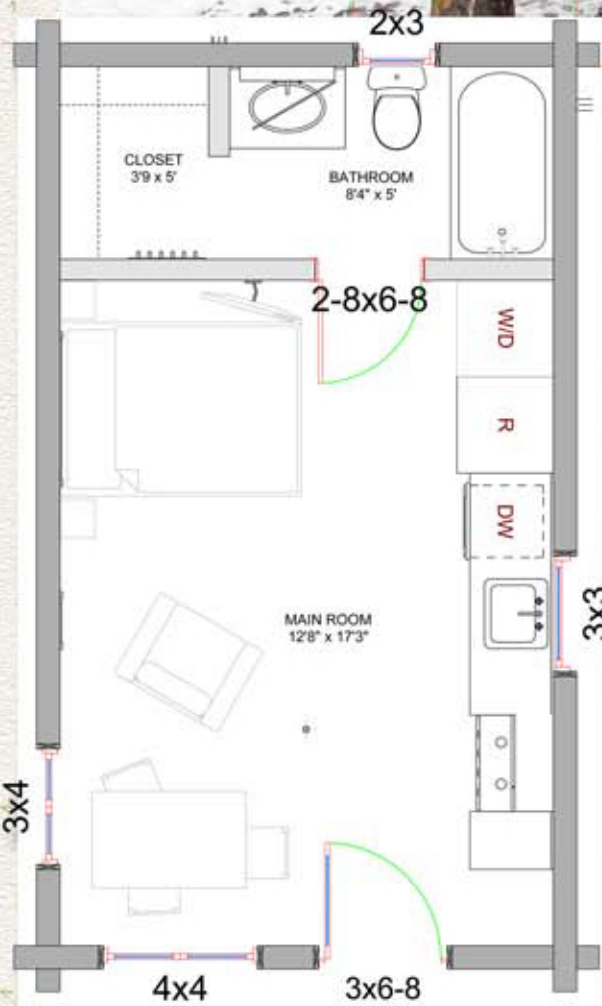 2x3
CLOSET
3'9 x 5'
BATHROOM
8'4" x 5'
2-8x6-8
W/D
R
DW
MAIN ROOM
12'8" x 17'3"
3x3
3x4
4x4
3x6-8